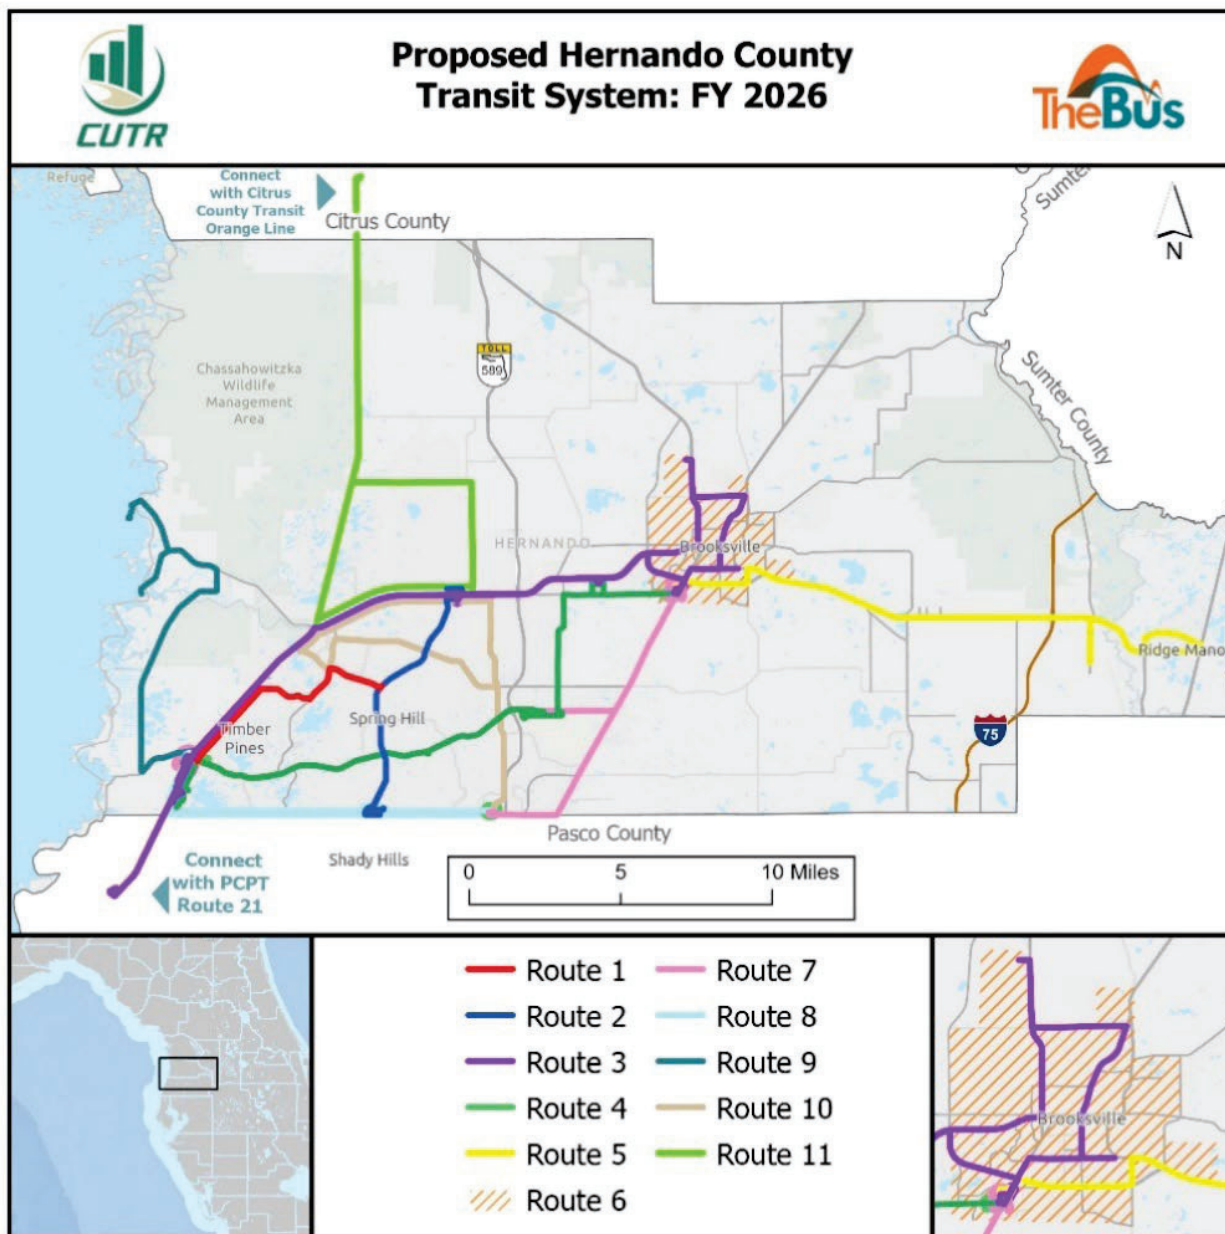 CUTR
Proposed Hernando County
Transit System: FY 2026
TheBus
Refuge
Connect
with Citrus
County Transit
Orange Line
Citrus County
Sumter
N
TOLL
589
Chassahowitzka
Wildlife
Management
Area
Sumter County
HERNANDO
Brooksville
Ridge Mano
Timber
Pines
Spring Hill
75
Pasco County
Shady Hills
Connect
with PCPT
Route 21
0 5 10 Miles
Route 1
Route 2
Route 3
Route 4
Route 5
Route 6
Route 7
Route 8
Route 9
Route 10
Route 11
Brooksville